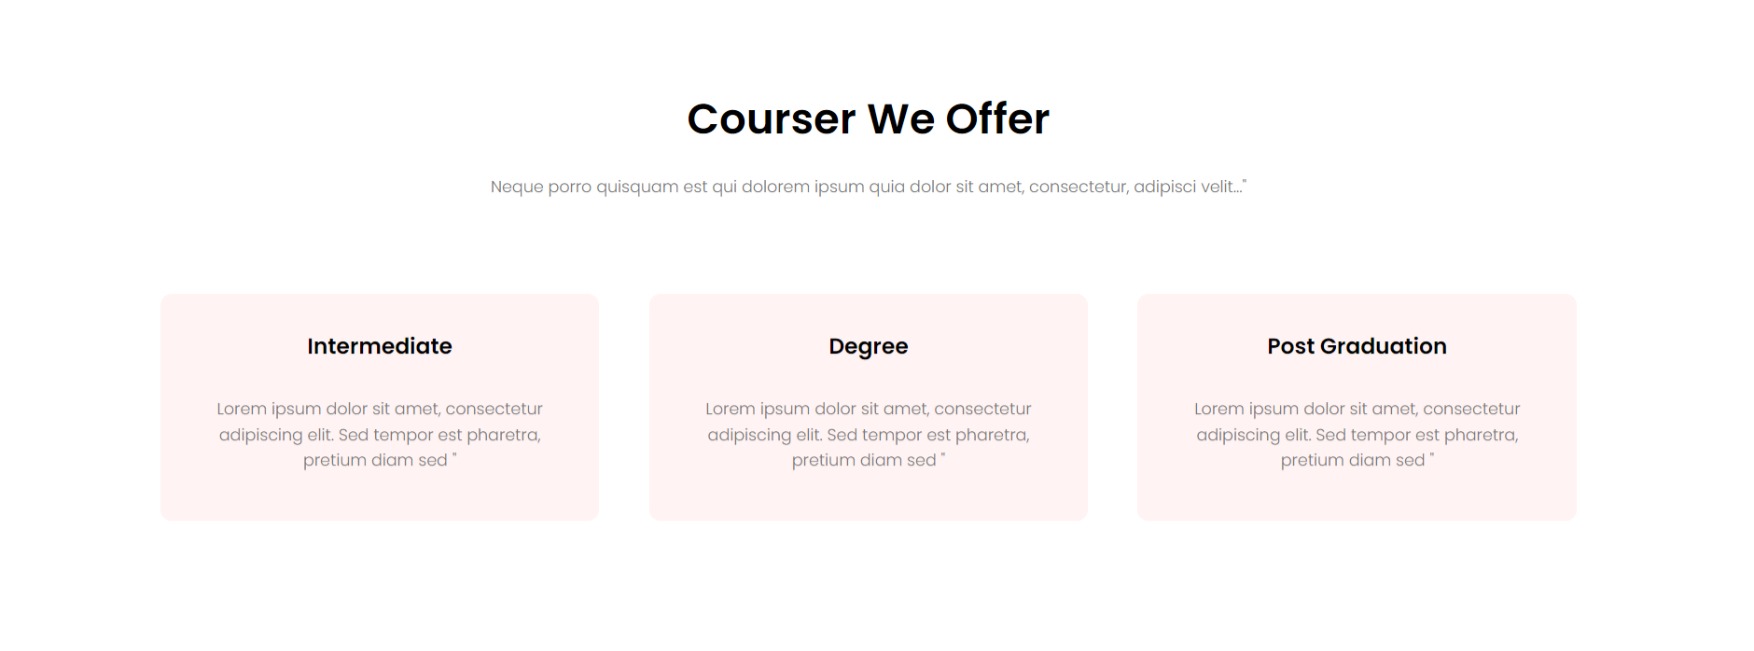 Courser We Offer
Neque porro quisquam est qui dolorem ipsum quia dolor sit amet, consectetur, adipisci velit..."
Intermediate
Lorem ipsum dolor sit amet, consectetur
adipiscing elit. Sed tempor est pharetra,
pretium diam sed "
Degree
Lorem ipsum dolor sit amet, consectetur
adipiscing elit. Sed tempor est pharetra,
pretium diam sed "
Post Graduation
Lorem ipsum dolor sit amet, consectetur
adipiscing elit. Sed tempor est pharetra,
pretium diam sed "